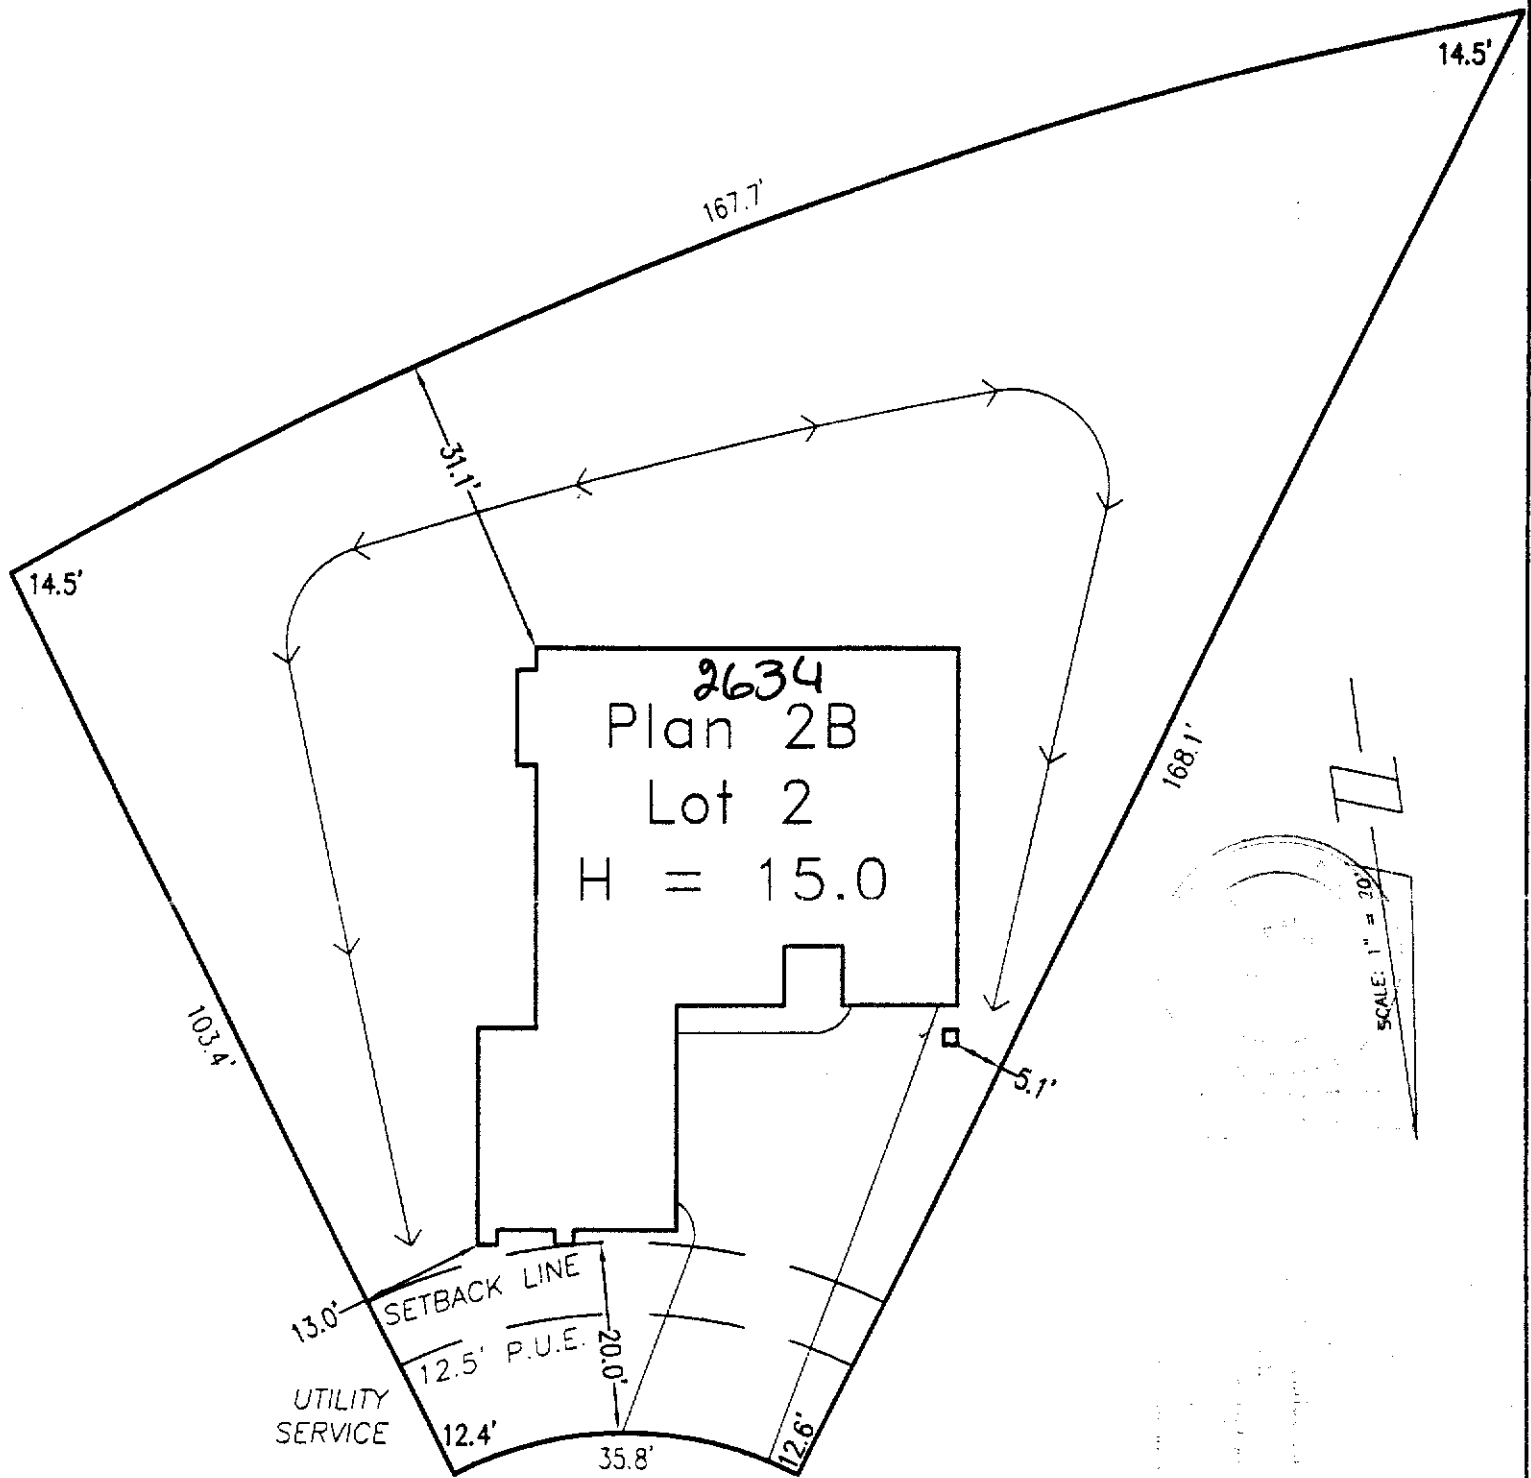 14.5'
167.7'
31.1'
14.5'
2634
Plan 2B
Lot 2
H = 15.0
168.1'
SCALE: 1" = 20'
103.4'
5.1'
13.0'
SETBACK LINE
12.5' P.U.E.
20.0'
UTILITY
SERVICE
12.4'
35.8'
12.6'